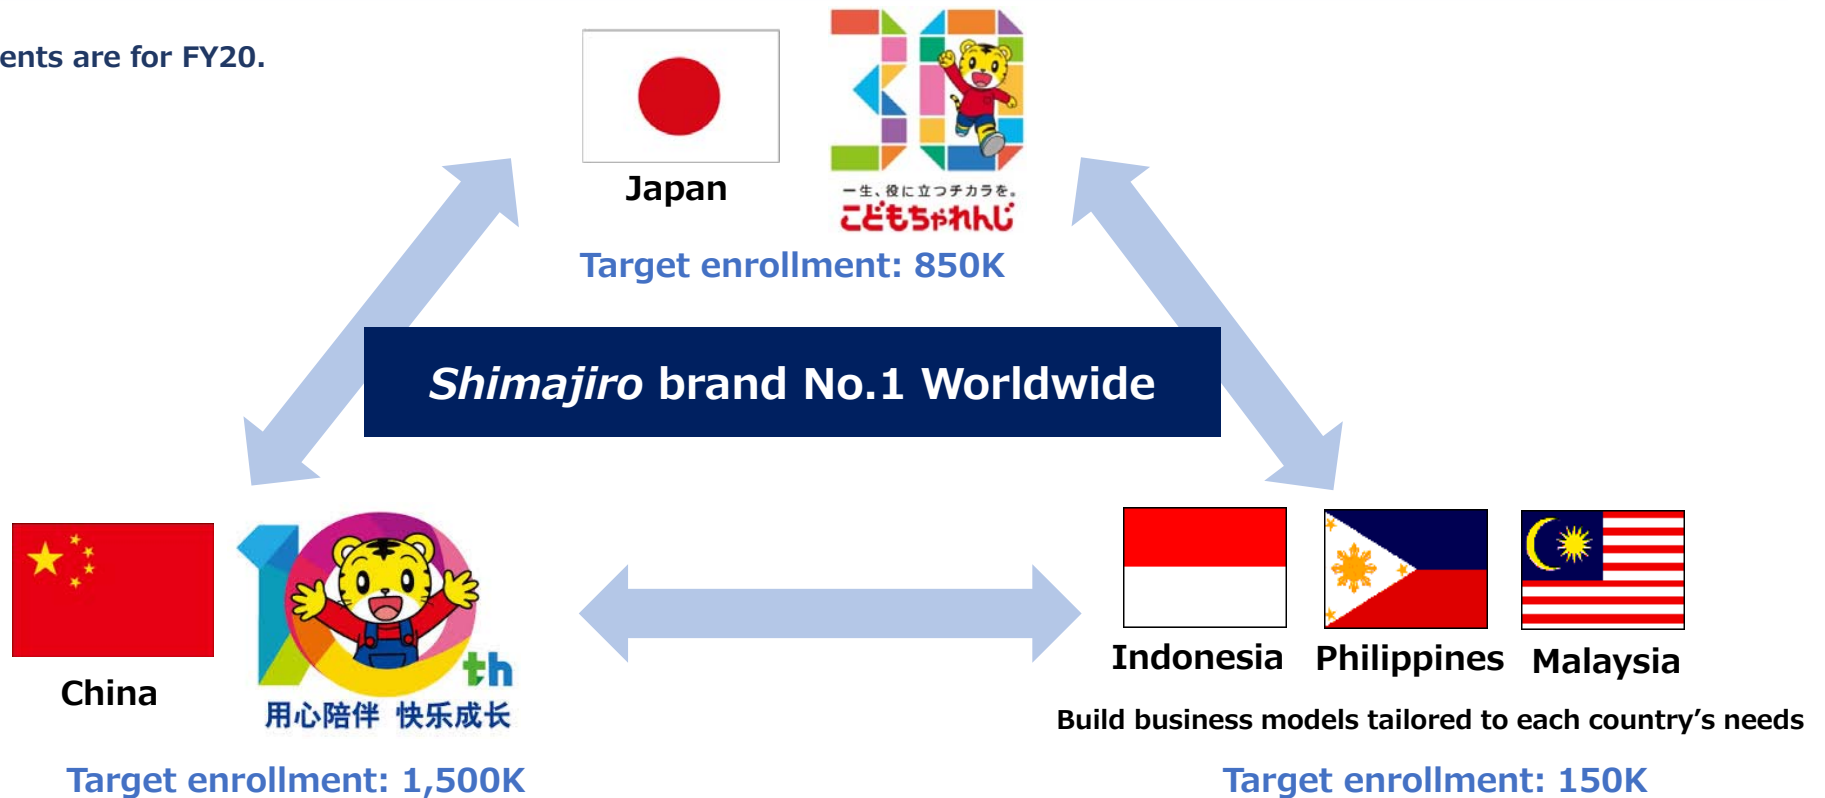 ents are for FY20.
Japan
一生、役に立つチカラを。
こどもちゃれんじ
Target enrollment: 850K
Shimajiro brand No.1 Worldwide
China
10th
用心陪伴 快乐成长
Target enrollment: 1,500K
Indonesia Philippines Malaysia
Build business models tailored to each country’s needs
Target enrollment: 150K